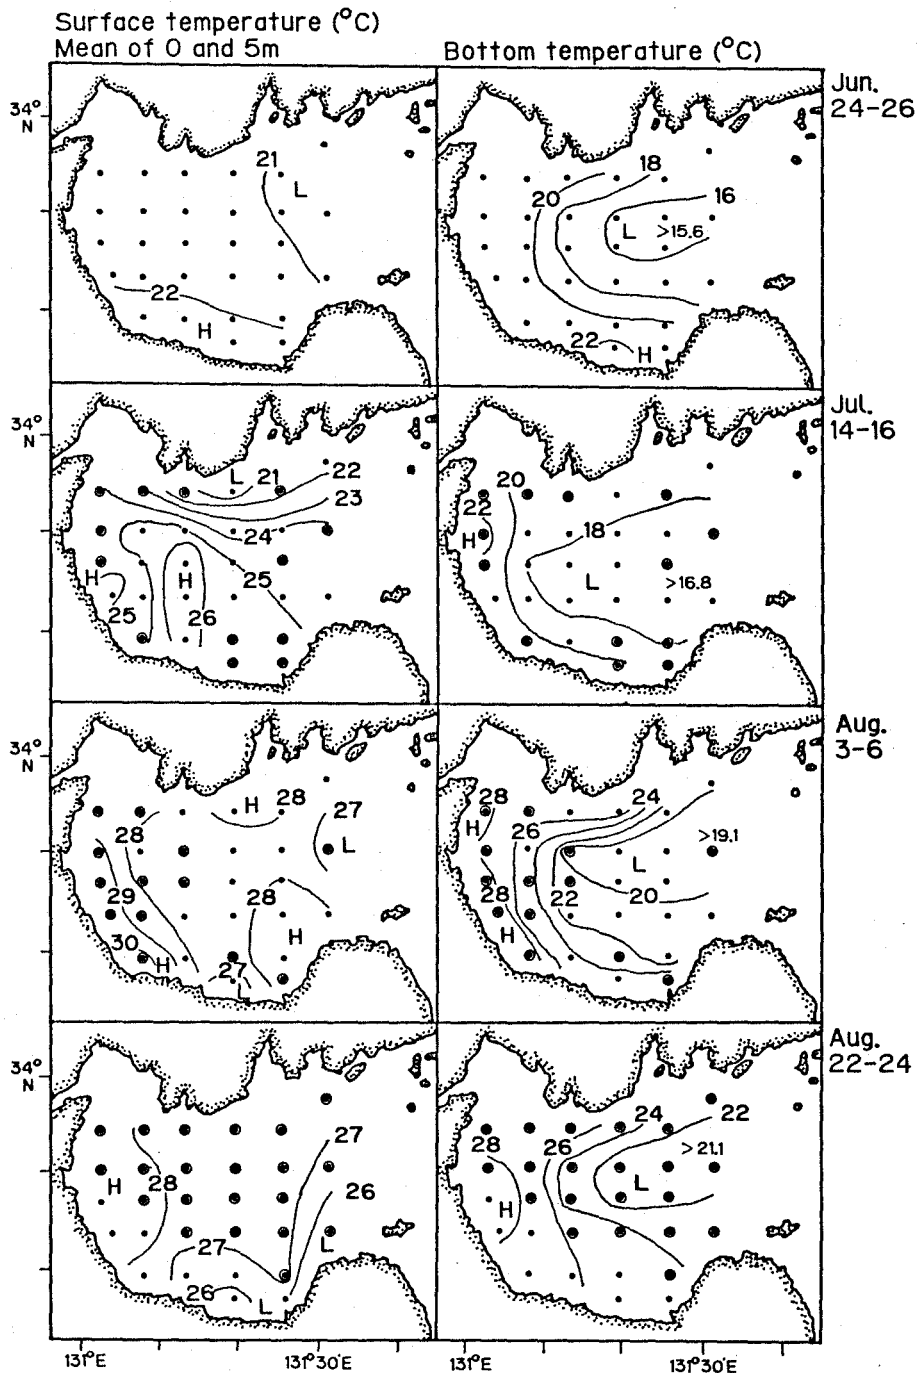 Surface temperature (°C)
Mean of 0 and 5m
Bottom temperature (°C)
Jun.
24-26
34°
N
21
L
22
H
18
20
16
L
>15.6
22
H
Jul.
14-16
34°
N
L
21
22
23
24
H
H
25
25
26
20
22
H
18
L
>16.8
Aug.
3-6
34°
N
H
28
27
28
L
29
28
30
H
H
27
L
28
24
H
26
>19.1
L
28
22
20
H
Aug.
22-24
34°
N
27
H
28
26
27
L
26
L
24
22
28
26
>21.1
L
H
131°E
131°30'E
131°E
131°30'E